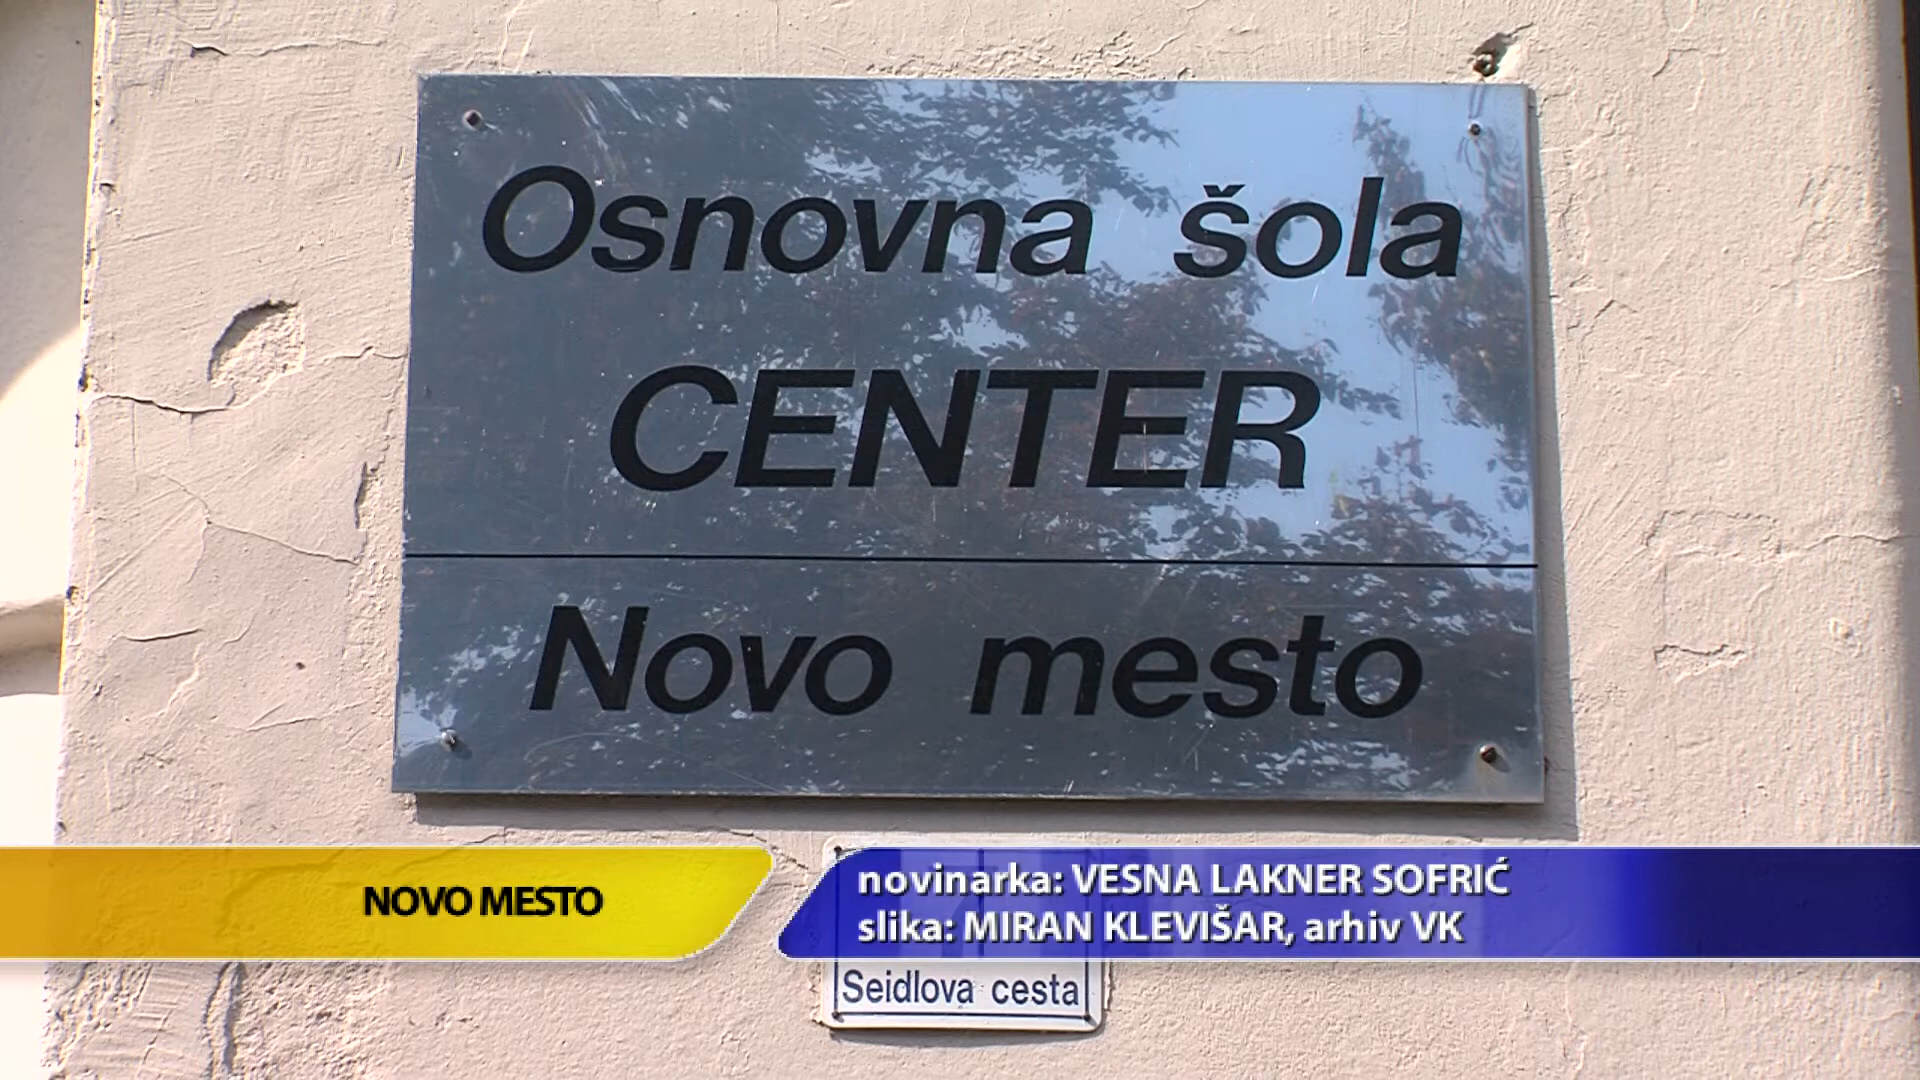 Osnovna šola
CENTER
Novo mesto
NOVO MESTO
novinarka: VESNA LAKNER SOFRIĆ
slika: MIRAN KLEVIŠAR, arhiv VK
Seidlova cesta